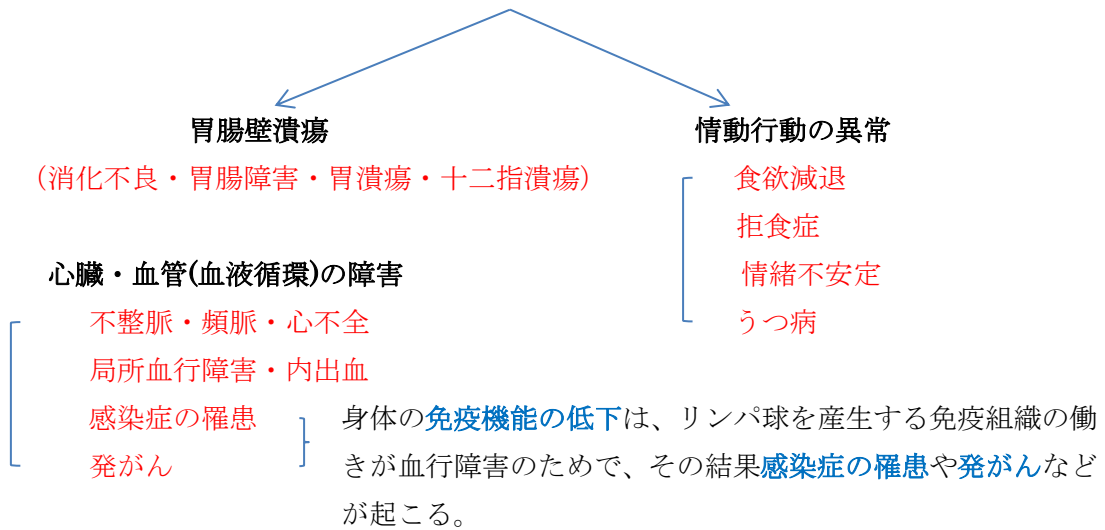 胃腸壁潰瘍
(消化不良・胃腸障害・胃潰瘍・十二指潰瘍)
心臓・血管(血液循環)の障害
不整脈・頻脈・心不全
局所血行障害・内出血
感染症の罹患
発がん
情動行動の異常
食欲減退
拒食症
情緒不安定
うつ病
身体の免疫機能の低下は、リンパ球を産生する免疫組織の働
きが血行障害のためで、その結果感染症の罹患や発がんなど
が起こる。